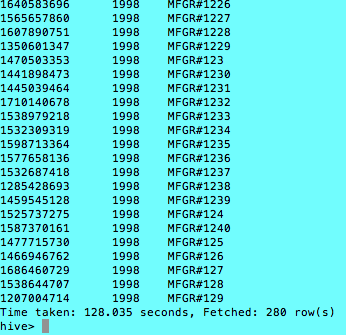 1640583696 1998 MFGR#1226
1565657860 1998 MFGR#1227
1607890751 1998 MFGR#1228
1350601347 1998 MFGR#1229
1470503353 1998 MFGR#123
1441898473 1998 MFGR#1230
1445039464 1998 MFGR#1231
1710140678 1998 MFGR#1232
1538979218 1998 MFGR#1233
1532309319 1998 MFGR#1234
1598713364 1998 MFGR#1235
1577658136 1998 MFGR#1236
1532687418 1998 MFGR#1237
1285428693 1998 MFGR#1238
1459545128 1998 MFGR#1239
1525737275 1998 MFGR#124
1587370161 1998 MFGR#1240
1477715730 1998 MFGR#125
1466946762 1998 MFGR#126
1686460729 1998 MFGR#127
1538644707 1998 MFGR#128
1207004714 1998 MFGR#129
Time taken: 128.035 seconds, Fetched: 280 row(s)
hive>